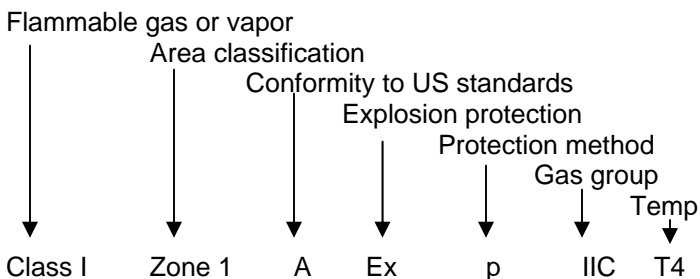 Flammable gas or vapor
Area classification
Conformity to US standards
Explosion protection
Protection method
Gas group
Temp
Class I Zone 1 A Ex p IIC T4